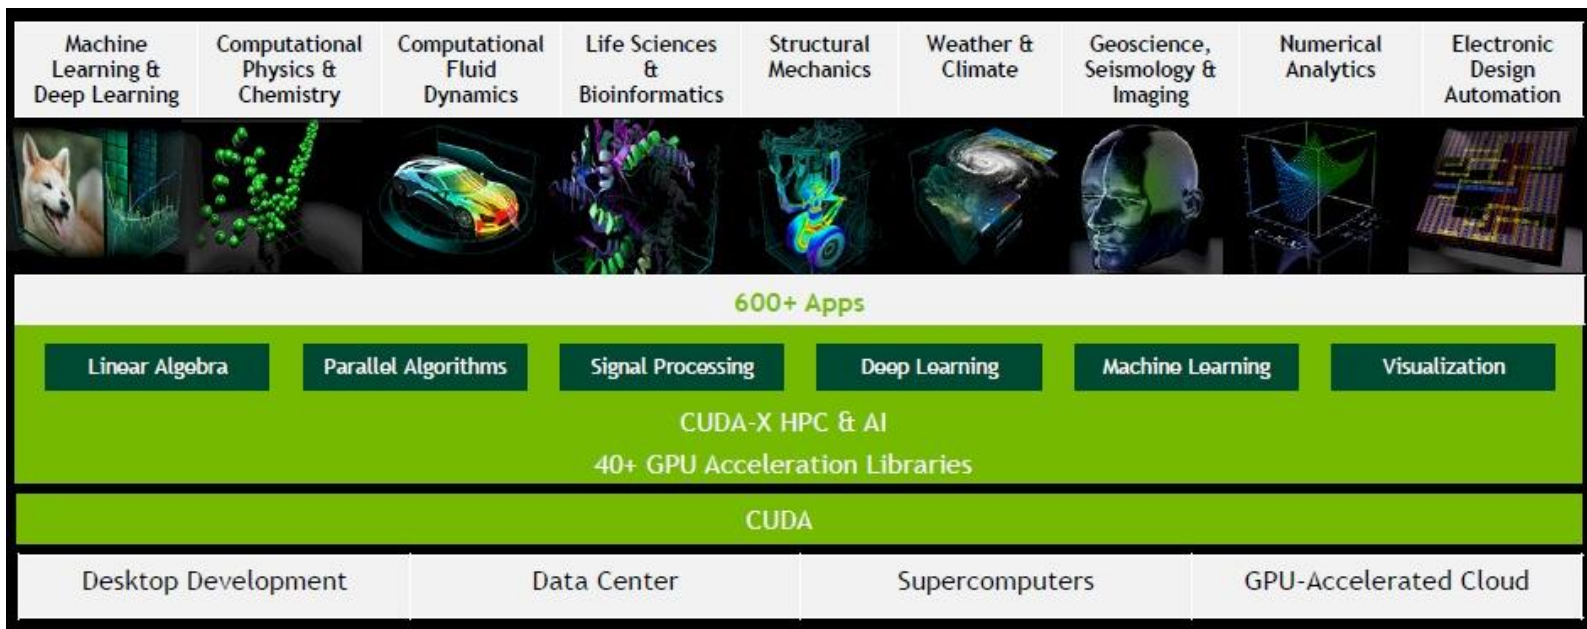 Machine
Learning &
Deep Learning
Computational
Physics &
Chemistry
Computational
Fluid
Dynamics
Life Sciences
&
Bioinformatics
Structural
Mechanics
Weather &
Climate
Geoscience,
Seismology &
Imaging
Numerical
Analytics
Electronic
Design
Automation
600+ Apps
Linear Algebra
Parallel Algorithms
Signal Processing
Deep Learning
Machine Learning
Visualization
CUDA-X HPC & AI
40+ GPU Acceleration Libraries
CUDA
Desktop Development
Data Center
Supercomputers
GPU-Accelerated Cloud